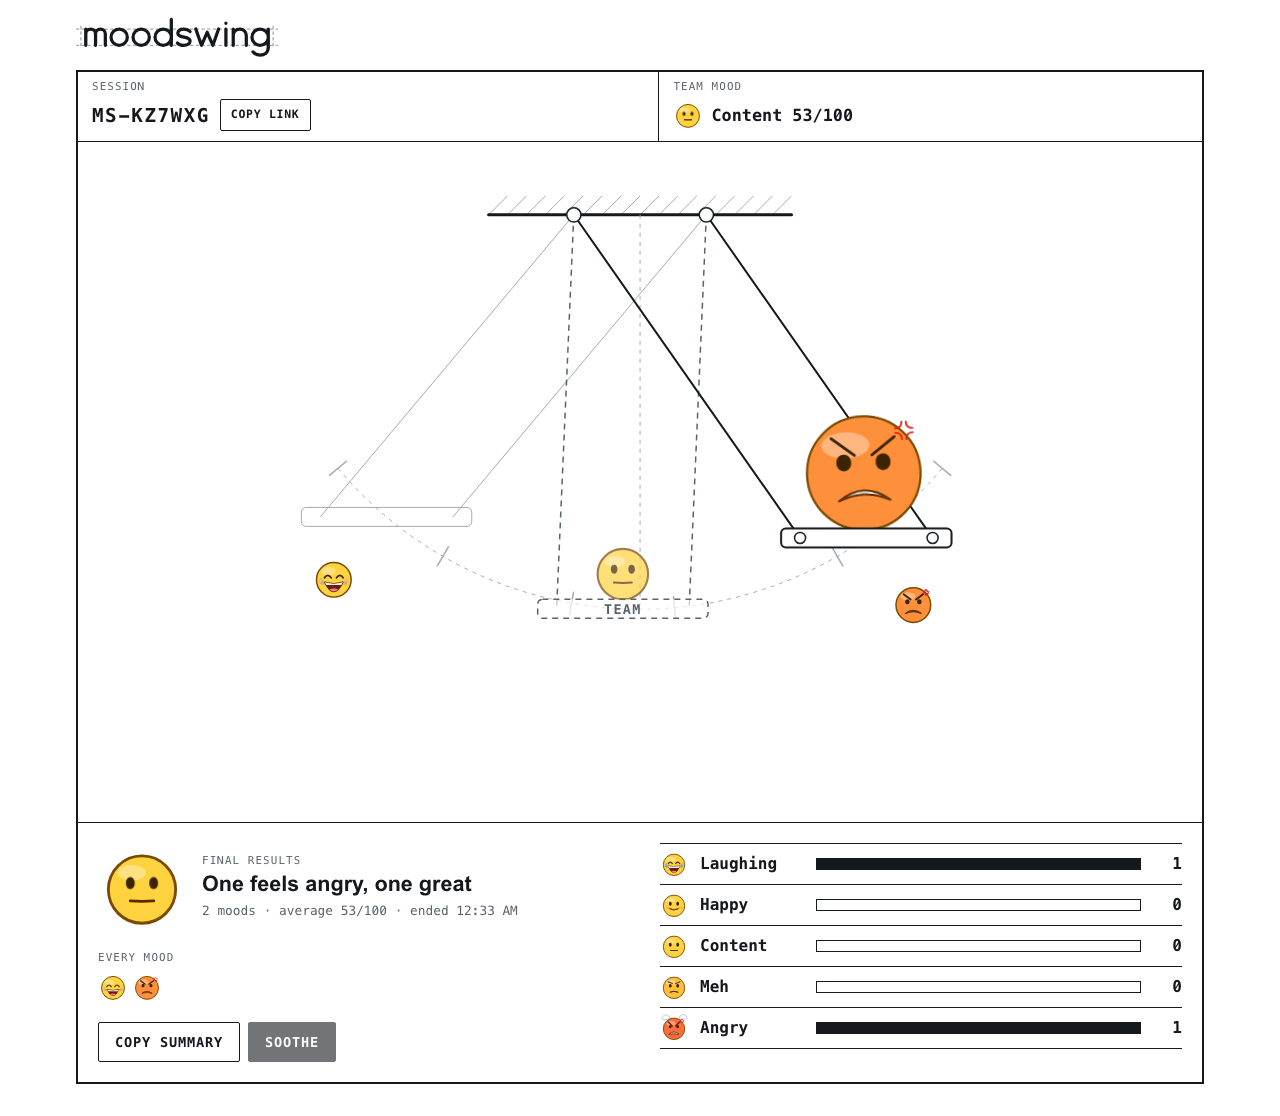 moodswing
SESSION
MS-KZ7WXG
COPY LINK
TEAM MOOD
Content 53/100
TEAM
FINAL RESULTS
One feels angry, one great
2 moods · average 53/100 · ended 12:33 AM
EVERY MOOD
COPY SUMMARY
SOOTHE
Laughing 1
Happy 0
Content 0
Meh 0
Angry 1